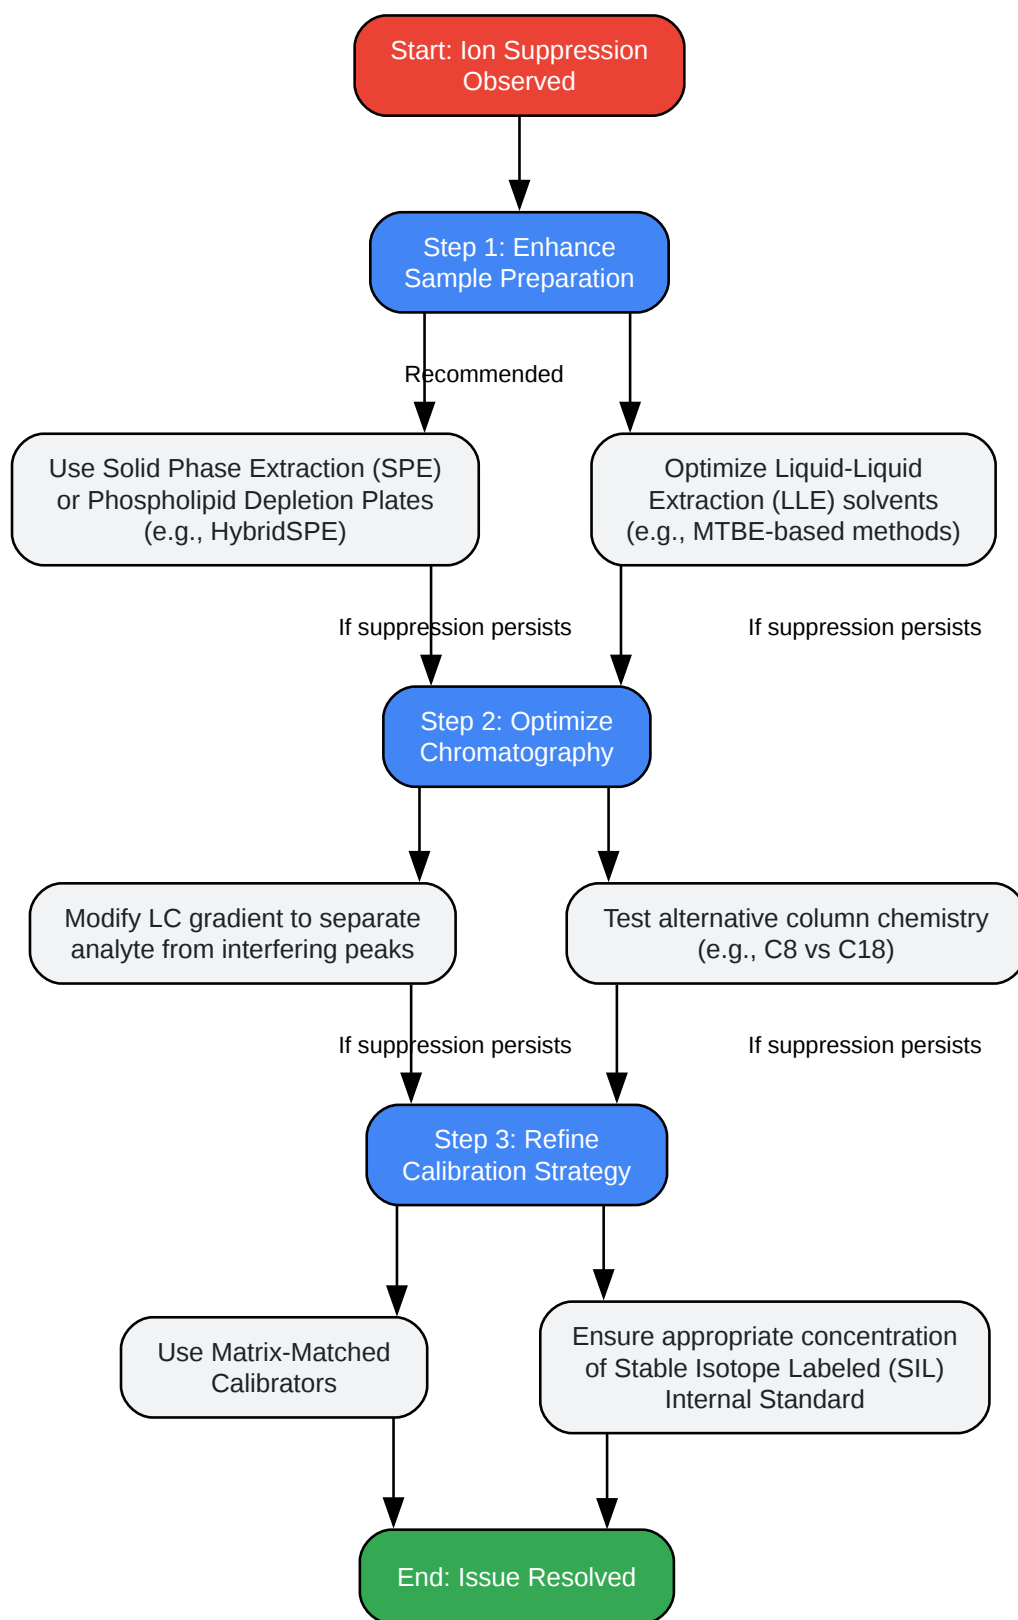 Start: Ion Suppression
Observed
Step 1: Enhance
Sample Preparation
Recommended
Use Solid Phase Extraction (SPE)
or Phospholipid Depletion Plates
(e.g., HybridSPE)
Optimize Liquid-Liquid
Extraction (LLE) solvents
(e.g., MTBE-based methods)
If suppression persists
If suppression persists
Step 2: Optimize
Chromatography
Modify LC gradient to separate
analyte from interfering peaks
Test alternative column chemistry
(e.g., C8 vs C18)
If suppression persists
If suppression persists
Step 3: Refine
Calibration Strategy
Use Matrix-Matched
Calibrators
Ensure appropriate concentration
of Stable Isotope Labeled (SIL)
Internal Standard
End: Issue Resolved